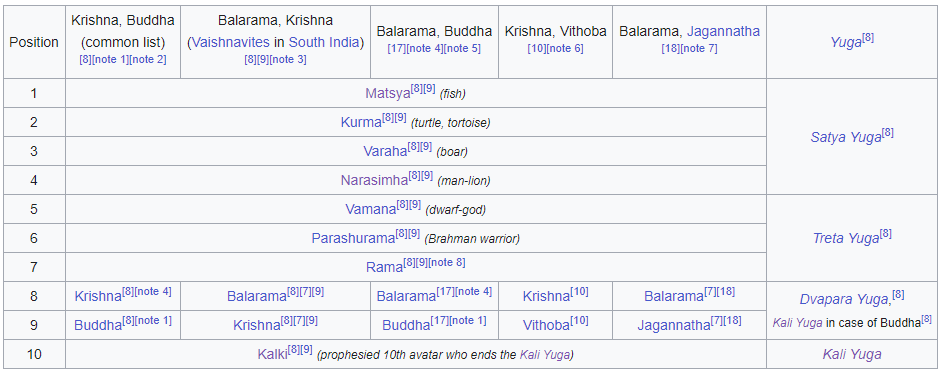 Position
Krishna, Buddha
(common list)
[8][note 1][note 2]
Balarama, Krishna
(Vaishnavites in South India)
[8][9][note 3]
Balarama, Buddha
[17][note 4][note 5]
Krishna, Vithoba
[10][note 6]
Balarama, Jagannatha
[18][note 7]
Yuga[8]
1
Matsya[8][9] (fish)
Satya Yuga[8]
2
Kurma[8][9] (turtle, tortoise)
3
Varaha[8][9] (boar)
4
Narasimha[8][9] (man-lion)
5
Vamana[8][9] (dwarf-god)
Treta Yuga[8]
6
Parashurama[8][9] (Brahman warrior)
7
Rama[8][9][note 8]
8
Krishna[8][note 4]
Balarama[8][7][9]
Balarama[17][note 4]
Krishna[10]
Balarama[7][18]
Dvapara Yuga,[8]
Kali Yuga in case of Buddha[8]
9
Buddha[8][note 1]
Krishna[8][7][9]
Buddha[17][note 1]
Vithoba[10]
Jagannatha[7][18]
10
Kalki[8][9] (prophesied 10th avatar who ends the Kali Yuga)
Kali Yuga